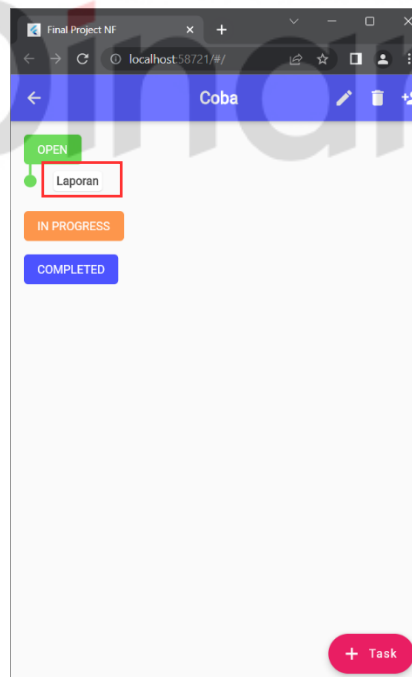 Final Project NF
localhost:58721/#/
Coba
OPEN
Laporan
IN PROGRESS
COMPLETED
+ Task